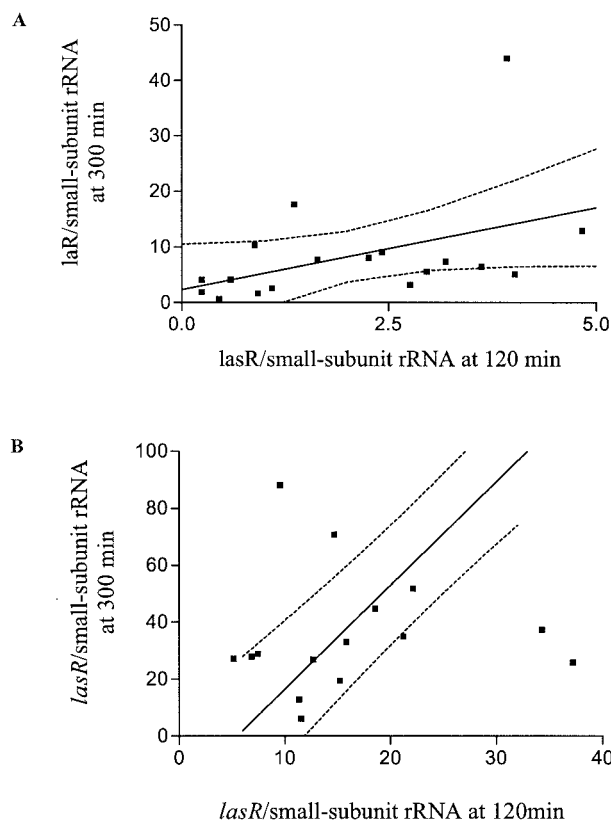 A
laR/small-subunit rRNA
at 300 min
50
40
30
20
10
0
0.0
2.5
5.0
lasR/small-subunit rRNA at 120 min
B
lasR/small-subunit rRNA
at 300 min
100
80
60
40
20
0
0
10
20
30
40
lasR/small-subunit rRNA at 120min